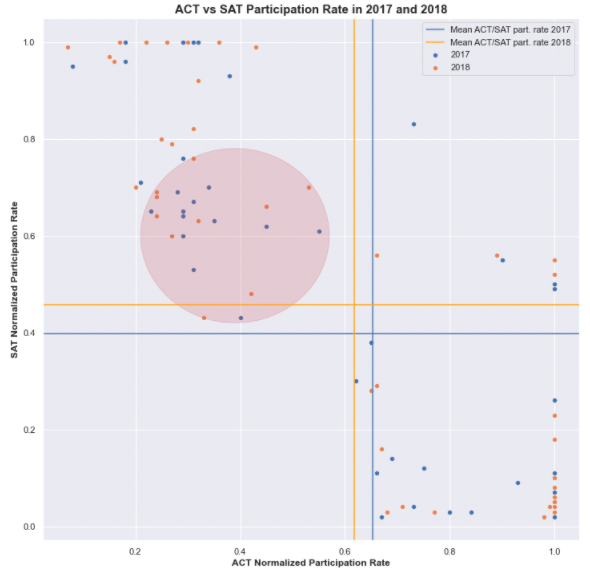 ACT vs SAT Participation Rate in 2017 and 2018
Mean ACT/SAT part. rate 2017
Mean ACT/SAT part. rate 2018
2017
2018
1.0
0.8
0.6
0.4
0.2
0.0
SAT Normalized Participation Rate
0.2
0.4
0.6
0.8
1.0
ACT Normalized Participation Rate